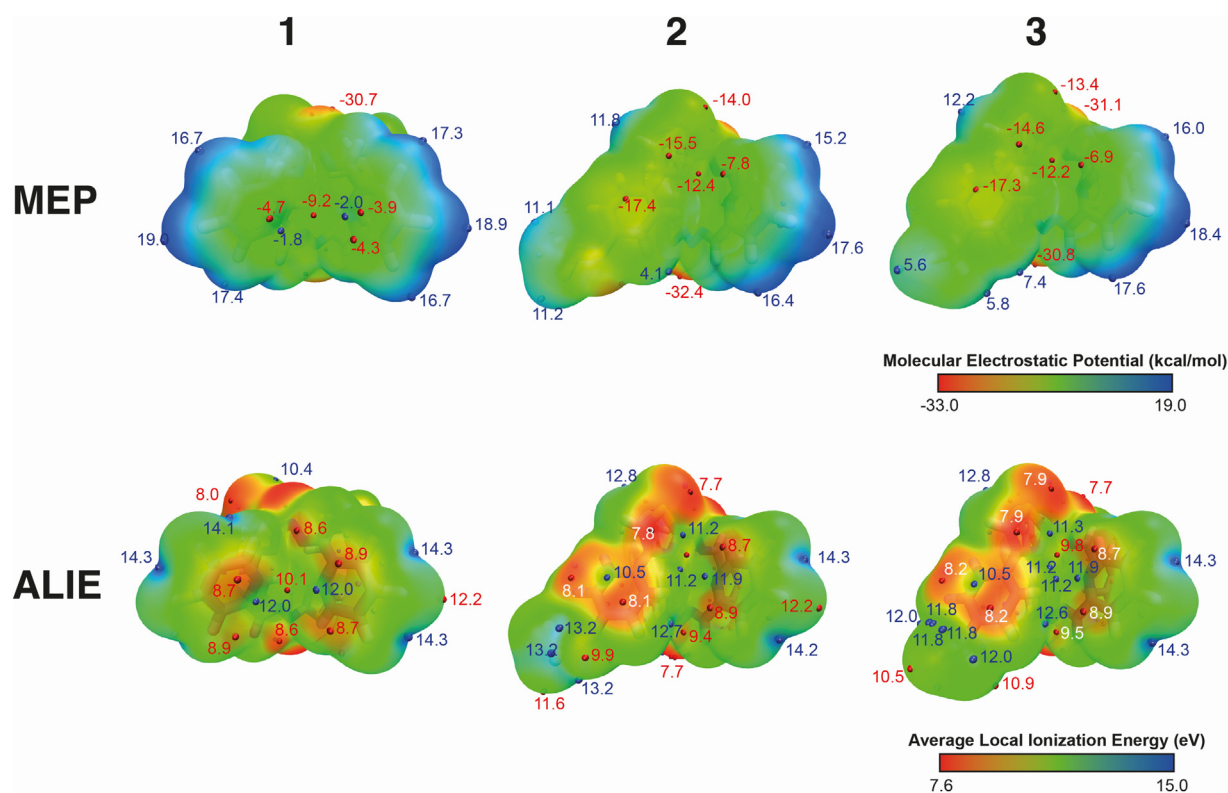 1 2 3
MEP
-30.7
16.7 17.3
-4.7 -9.2 -2.0 -3.9
-1.8 -4.3
19.0 18.9
17.4 16.7
-14.0
11.8 15.2
-15.5 -7.8
-12.4
-17.4
11.1 17.6
4.1
-32.4 16.4
11.2
-13.4
12.2 -31.1
16.0
-14.6 -6.9
-12.2
-17.3
18.4
5.6 -30.8
7.4 17.6
5.8
Molecular Electrostatic Potential (kcal/mol)
-33.0 19.0
ALIE
10.4
8.0
14.1 8.6
14.3 8.9 14.3
8.7 10.1 12.0
12.0 12.2
8.9 8.6 8.7 14.3
12.8 7.7
7.8 11.2
8.7 14.3
10.5 11.2 11.9
8.1 8.1
8.9 12.2
13.2 12.7
13.2 9.9 9.4 14.2
13.2 7.7
11.6
12.8 7.9 7.7
7.9 11.3
9.8 8.7
8.2 10.5 11.2 11.9 14.3
11.2
12.0 11.8 8.2 12.6 8.9
11.8 11.8 9.5
12.0 14.3
10.5 10.9
Average Local Ionization Energy (eV)
7.6 15.0